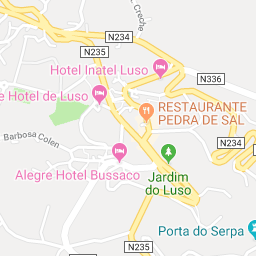 Creche
N234
N235
Hotel Inatel Luso
N336
e Hotel de Luso
RESTAURANTE
PEDRA DE SAL
Barbosa Colen
N234
Alegre Hotel Bussaco
Jardim
do Luso
Porta do Serpa
N235